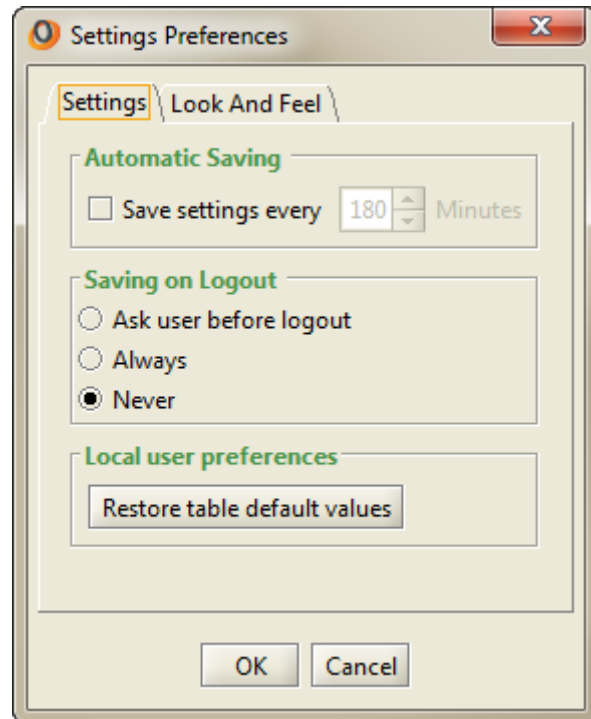 Settings Preferences
Settings Look And Feel
Automatic Saving
Save settings every 180 Minutes
Saving on Logout
Ask user before logout
Always
Never
Local user preferences
Restore table default values
OK Cancel